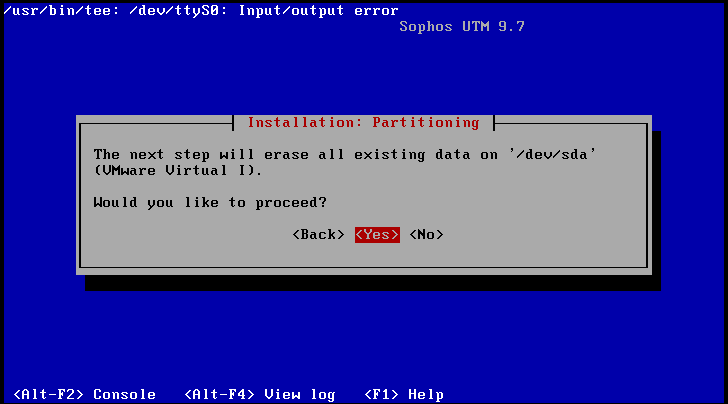 /usr/bin/tee: /dev/ttyS0: Input/output error
Sophos UTM 9.7
Installation: Partitioning
The next step will erase all existing data on '/dev/sda'
(VMware Virtual I).
Would you like to proceed?
<Back> <Yes> <No>
<Alt-F2> Console <Alt-F4> View log <F1> Help